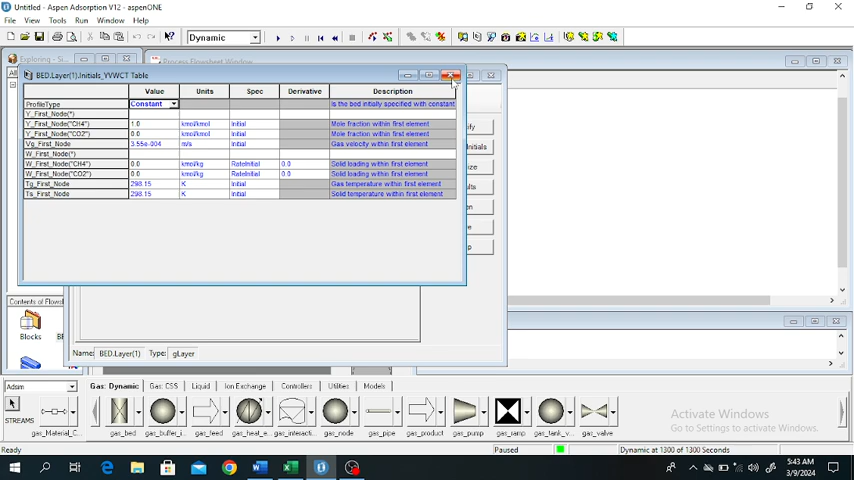 Untitled - Aspen Adsorption V12 - aspenONE
File View Tools Run Window Help
Dynamic
Exploring - Si...
Process Flowsheet Window
BED.Layer(1).Initials_YVWCT Table
Value Units Spec Derivative Description
ProfileType Constant Is the bed initially specified with constant
Y_First_Node(*)
Y_First_Node("CH4") 1.0 kmol/kmol Initial Mole fraction within first element
Y_First_Node("CO2") 0.0 kmol/kmol Initial Mole fraction within first element
Vg_First_Node 3.55e-004 m/s Initial Gas velocity within first element
W_First_Node(*)
W_First_Node("CH4") 0.0 kmol/kg RateInitial 0.0 Solid loading within first element
W_First_Node("CO2") 0.0 kmol/kg RateInitial 0.0 Solid loading within first element
Tg_First_Node 298.15 K Initial Gas temperature within first element
Ts_First_Node 298.15 K Initial Solid temperature within first element
Contents of Flowsh
Blocks
Name: BED.Layer(1) Type: gLayer
Adsim
Gas: Dynamic Gas: CSS Liquid Ion Exchange Controllers Utilities Models
STREAMS
gas_Material_C... gas_bed gas_buffer_i... gas_feed gas_heat_e... gas_interacti... gas_node gas_pipe gas_product gas_pump gas_ramp gas_tank_v... gas_valve
Activate Windows
Go to Settings to activate Windows.
Ready Paused Dynamic at 1300 of 1300 Seconds
5:43 AM
3/9/2024